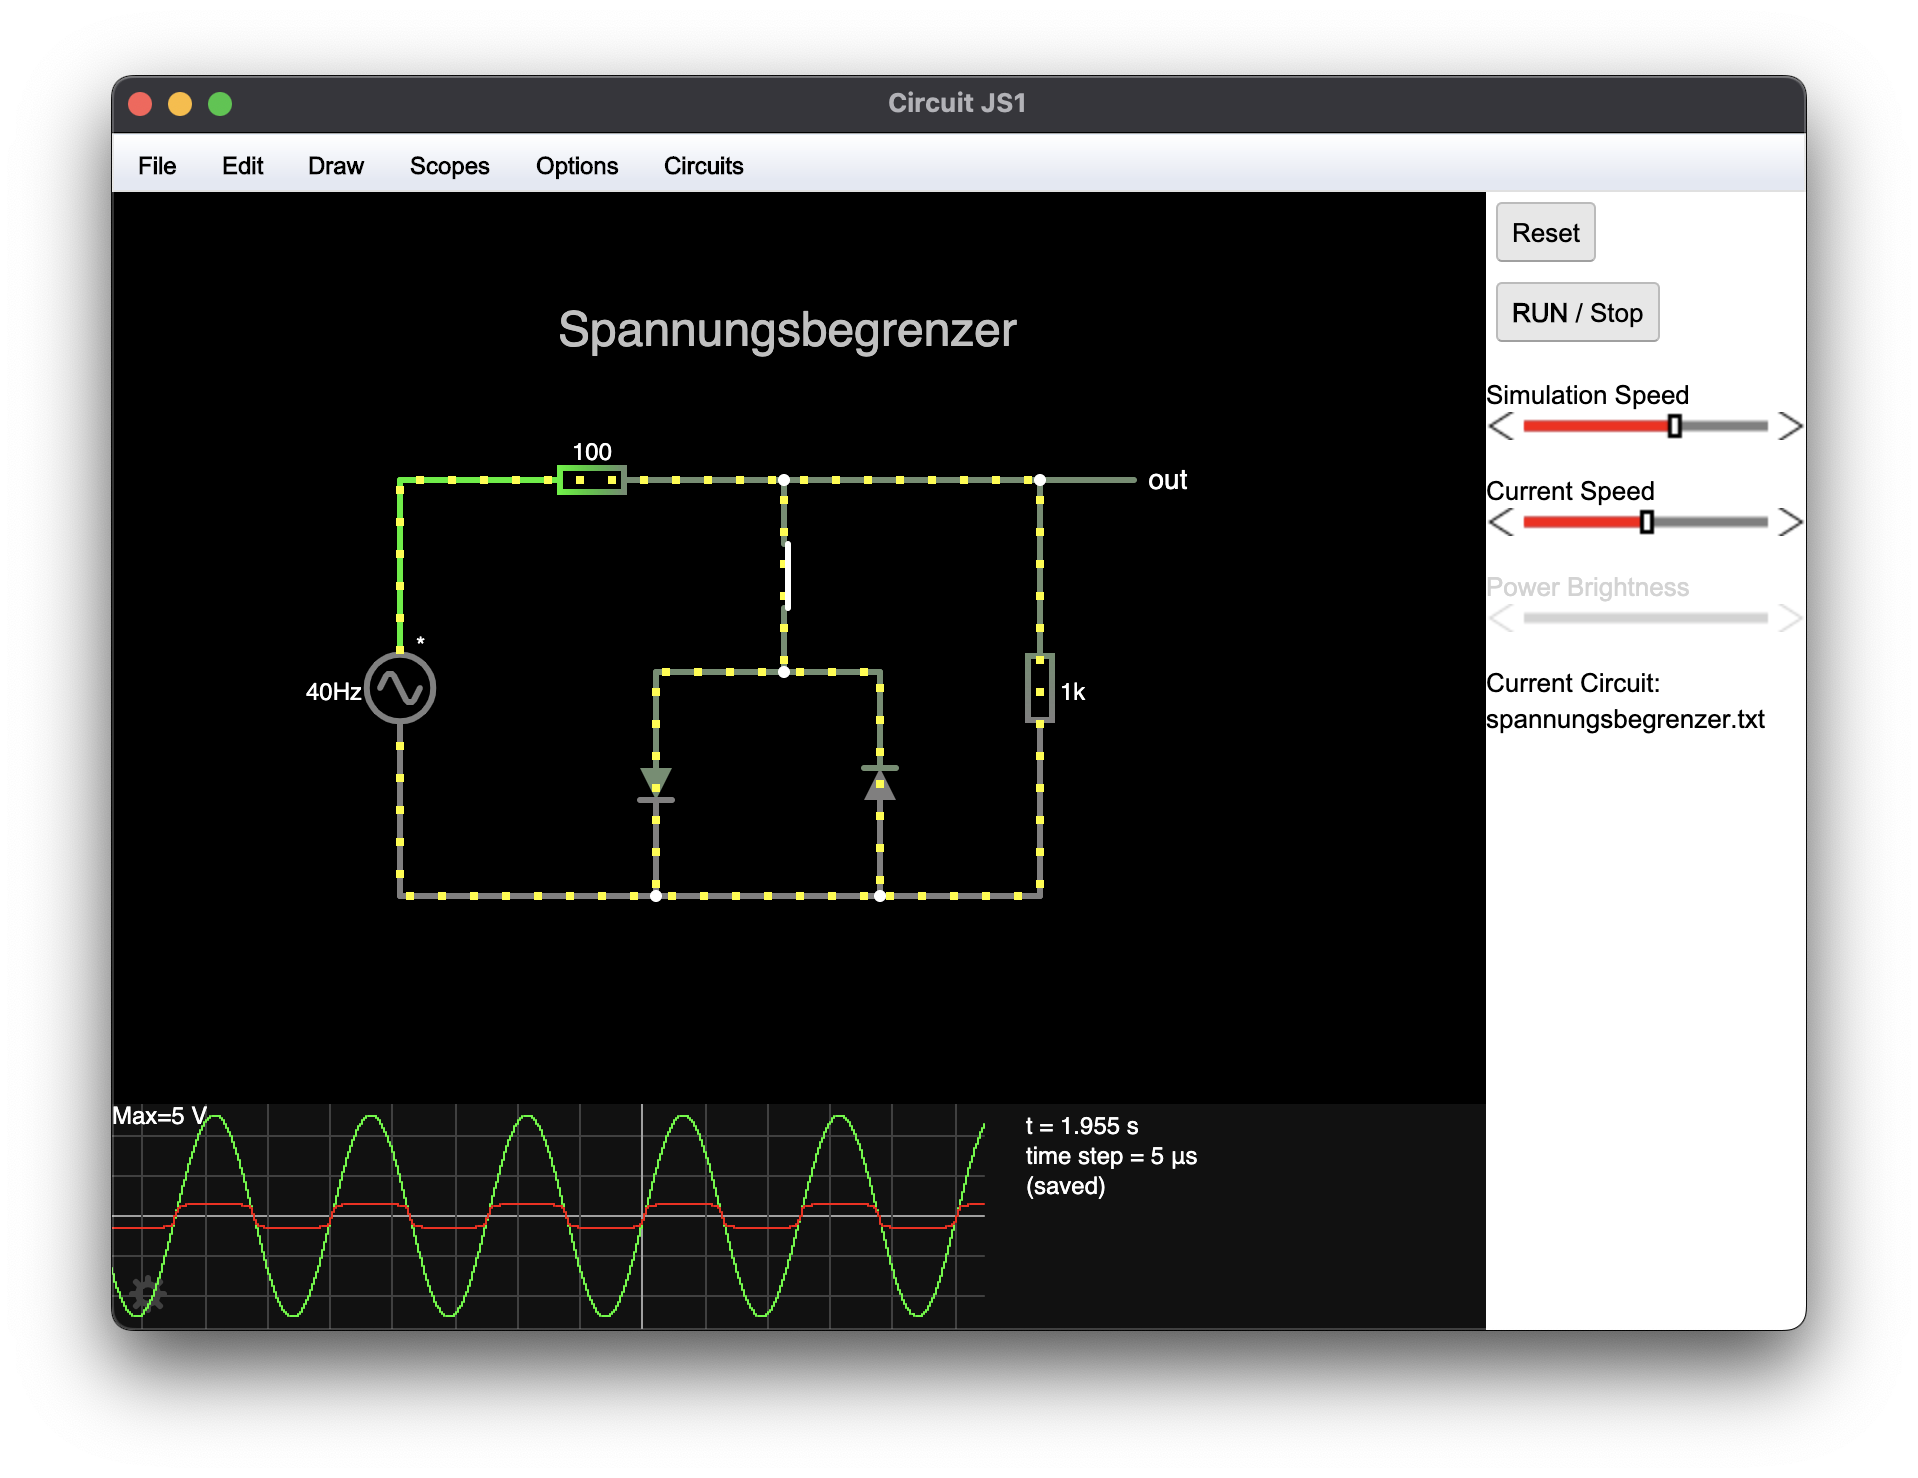 Circuit JS1
File Edit Draw Scopes Options Circuits
Reset
RUN / Stop
Simulation Speed
Current Speed
Power Brightness
Current Circuit:
spannungsbegrenzer.txt
Spannungsbegrenzer
100
out
*
40Hz
1k
Max=5 V
t = 1.955 s
time step = 5 µs
(saved)